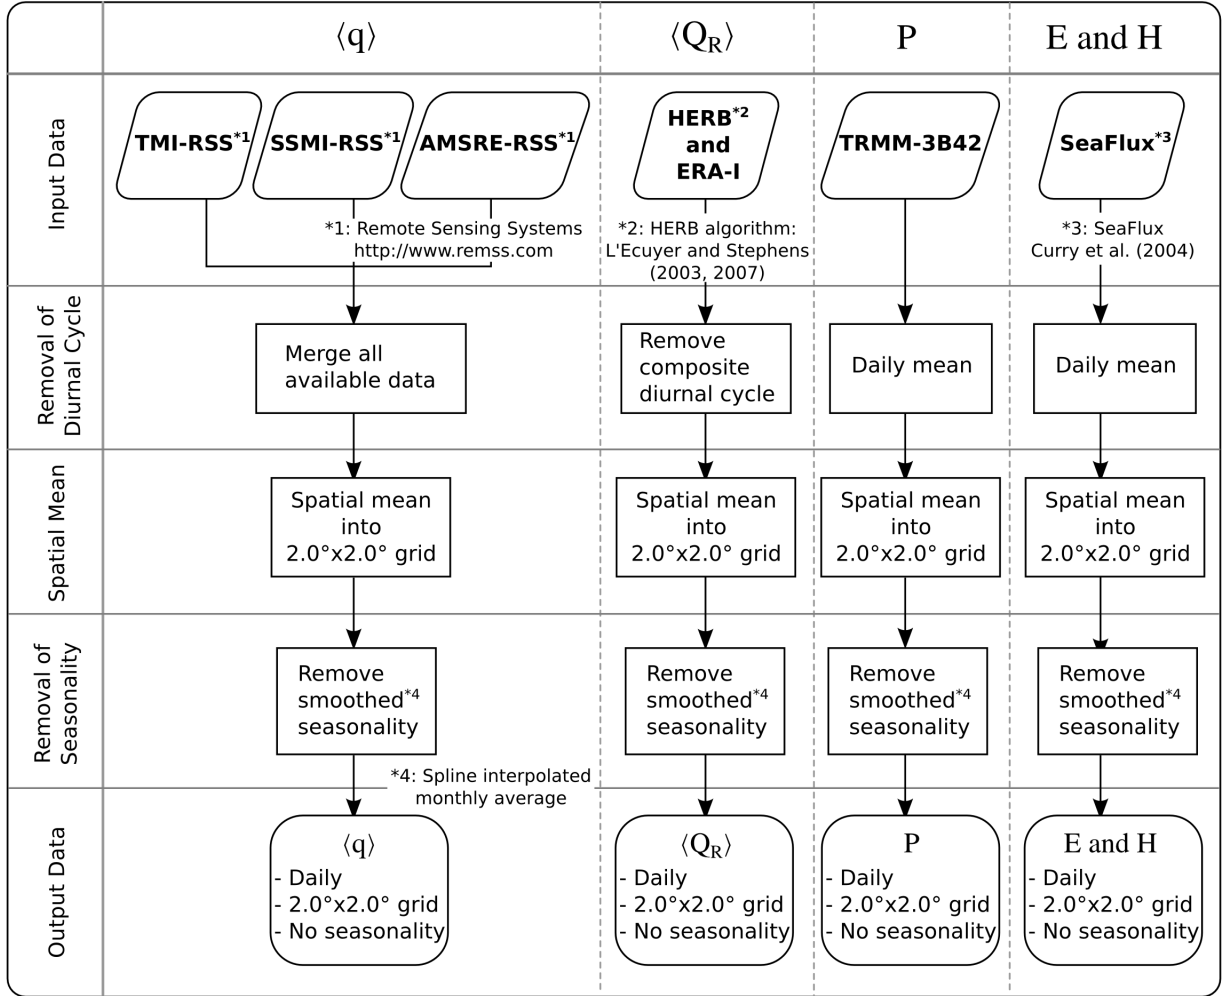 ⟨q⟩
⟨QR⟩
P
E and H
Input Data
TMI-RSS*1
SSMI-RSS*1
AMSRE-RSS*1
HERB*2
and
ERA-I
TRMM-3B42
SeaFlux*3
*1: Remote Sensing Systems
http://www.remss.com
*2: HERB algorithm:
L'Ecuyer and Stephens
(2003, 2007)
*3: SeaFlux
Curry et al. (2004)
Removal of
Diurnal Cycle
Merge all
available data
Remove
composite
diurnal cycle
Daily mean
Daily mean
Spatial Mean
Spatial mean
into
2.0°x2.0° grid
Spatial mean
into
2.0°x2.0° grid
Spatial mean
into
2.0°x2.0° grid
Spatial mean
into
2.0°x2.0° grid
Removal of
Seasonality
Remove
smoothed*4
seasonality
Remove
smoothed*4
seasonality
Remove
smoothed*4
seasonality
Remove
smoothed*4
seasonality
*4: Spline interpolated
monthly average
Output Data
⟨q⟩
- Daily
- 2.0°x2.0° grid
- No seasonality
⟨QR⟩
- Daily
- 2.0°x2.0° grid
- No seasonality
P
- Daily
- 2.0°x2.0° grid
- No seasonality
E and H
- Daily
- 2.0°x2.0° grid
- No seasonality